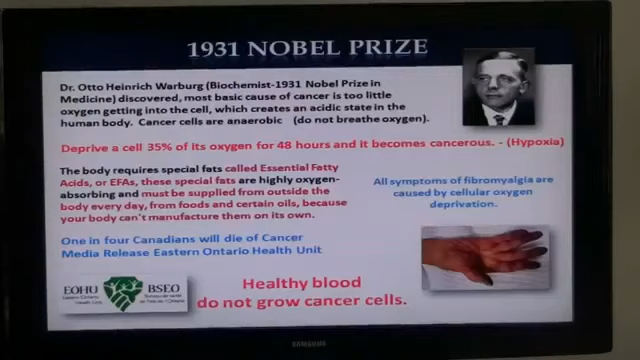 1931 NOBEL PRIZE
Dr. Otto Heinrich Warburg (Biochemist-1931 Nobel Prize in
Medicine) discovered, most basic cause of cancer is too little
oxygen getting into the cell, which creates an acidic state in the
human body. Cancer cells are anaerobic (do not breathe oxygen).
Deprive a cell 35% of its oxygen for 48 hours and it becomes cancerous. - (Hypoxia)
The body requires special fats called Essential Fatty
Acids, or EFAs, these special fats are highly oxygen-
absorbing and must be supplied from outside the
body every day, from foods and certain oils, because
your body can't manufacture them on its own.
All symptoms of fibromyalgia are
caused by cellular oxygen
deprivation.
One in four Canadians will die of Cancer
Media Release Eastern Ontario Health Unit
EOHU
BSEO
Healthy blood
do not grow cancer cells.
SAMSUNG